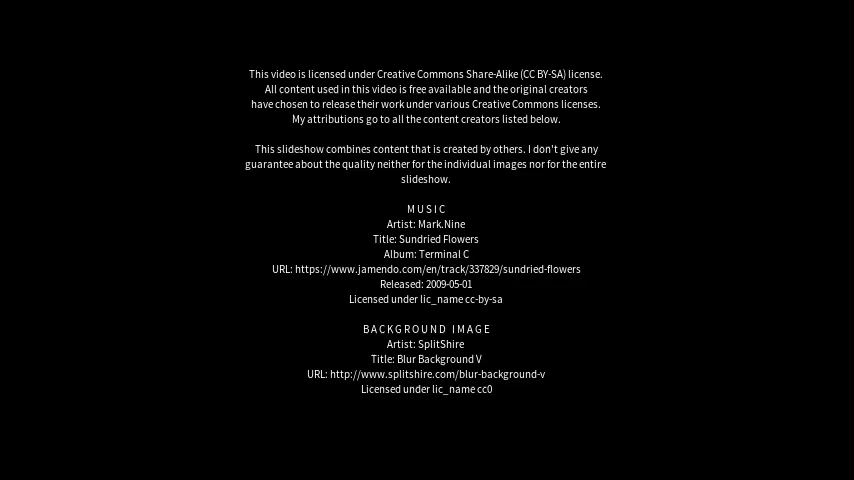 This video is licensed under Creative Commons Share-Alike (CC BY-SA) license.
All content used in this video is free available and the original creators
have chosen to release their work under various Creative Commons licenses.
My attributions go to all the content creators listed below.
This slideshow combines content that is created by others. I don't give any
guarantee about the quality neither for the individual images nor for the entire
slideshow.
MUSIC
Artist: Mark.Nine
Title: Sundried Flowers
Album: Terminal C
URL: https://www.jamendo.com/en/track/337829/sundried-flowers
Released: 2009-05-01
Licensed under lic_name cc-by-sa
BACKGROUND IMAGE
Artist: SplitShire
Title: Blur Background V
URL: http://www.splitshire.com/blur-background-v
Licensed under lic_name cc0